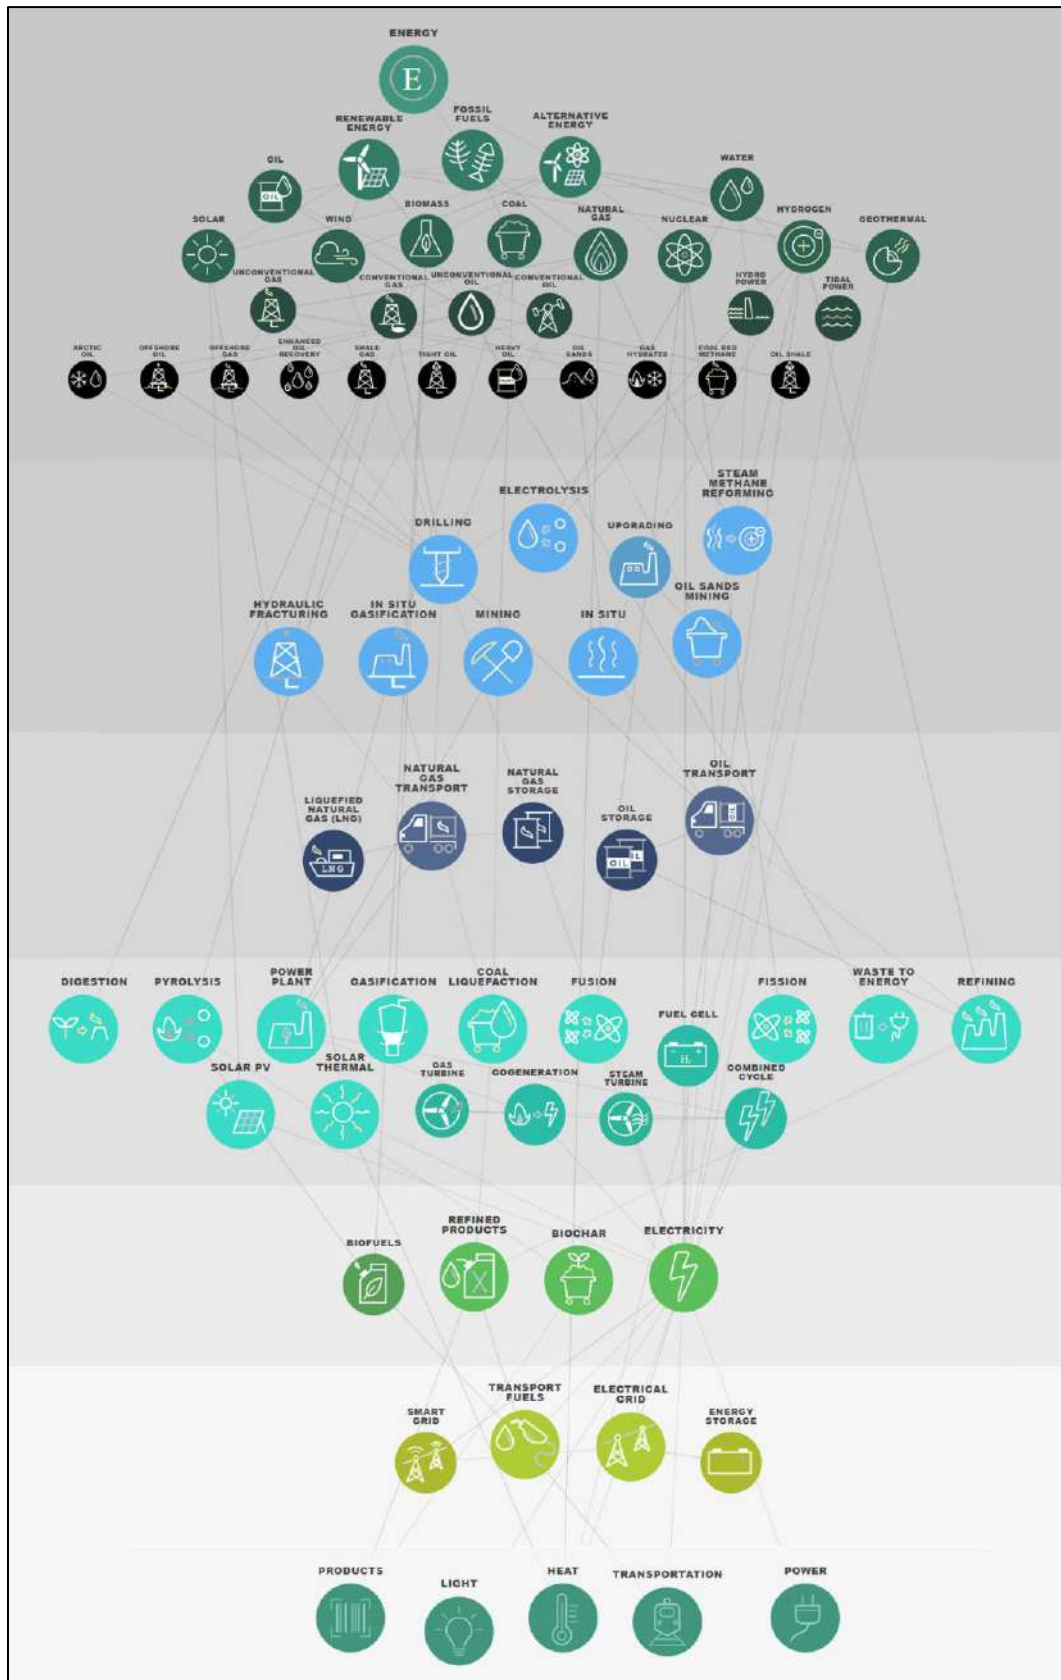 ENERGY
E
RENEWABLE
ENERGY
FOSSIL
FUELS
ALTERNATIVE
ENERGY
OIL
OIL
WATER
SOLAR
WIND
BIOMASS
COAL
NATURAL
GAS
NUCLEAR
HYDROGEN
GEOTHERMAL
UNCONVENTIONAL
GAS
CONVENTIONAL
GAS
UNCONVENTIONAL
OIL
CONVENTIONAL
OIL
HYDRO
POWER
TIDAL
POWER
ARCTIC
OIL
OFFSHORE
OIL
OFFSHORE
GAS
ENHANCED
OIL
RECOVERY
SHALE
GAS
TIGHT OIL
HEAVY
OIL
OIL
SANDS
GAS
HYDRATES
COAL BED
METHANE
OIL SHALE
DRILLING
ELECTROLYSIS
UPGRADING
STEAM
METHANE
REFORMING
HYDRAULIC
FRACTURING
IN SITU
GASIFICATION
MINING
IN SITU
OIL SANDS
MINING
LIQUEFIED
NATURAL
GAS (LNG)
LNG
NATURAL
GAS
TRANSPORT
NATURAL
GAS
STORAGE
OIL
STORAGE
OIL
OIL
TRANSPORT
OIL
DIGESTION
PYROLYSIS
POWER
PLANT
GASIFICATION
COAL
LIQUEFACTION
FUSION
FUEL CELL
H₂
FISSION
WASTE TO
ENERGY
REFINING
SOLAR PV
SOLAR
THERMAL
GAS
TURBINE
COGENERATION
STEAM
TURBINE
COMBINED
CYCLE
BIOFUELS
REFINED
PRODUCTS
BIOCHAR
ELECTRICITY
SMART
GRID
TRANSPORT
FUELS
ELECTRICAL
GRID
ENERGY
STORAGE
PRODUCTS
LIGHT
HEAT
TRANSPORTATION
POWER